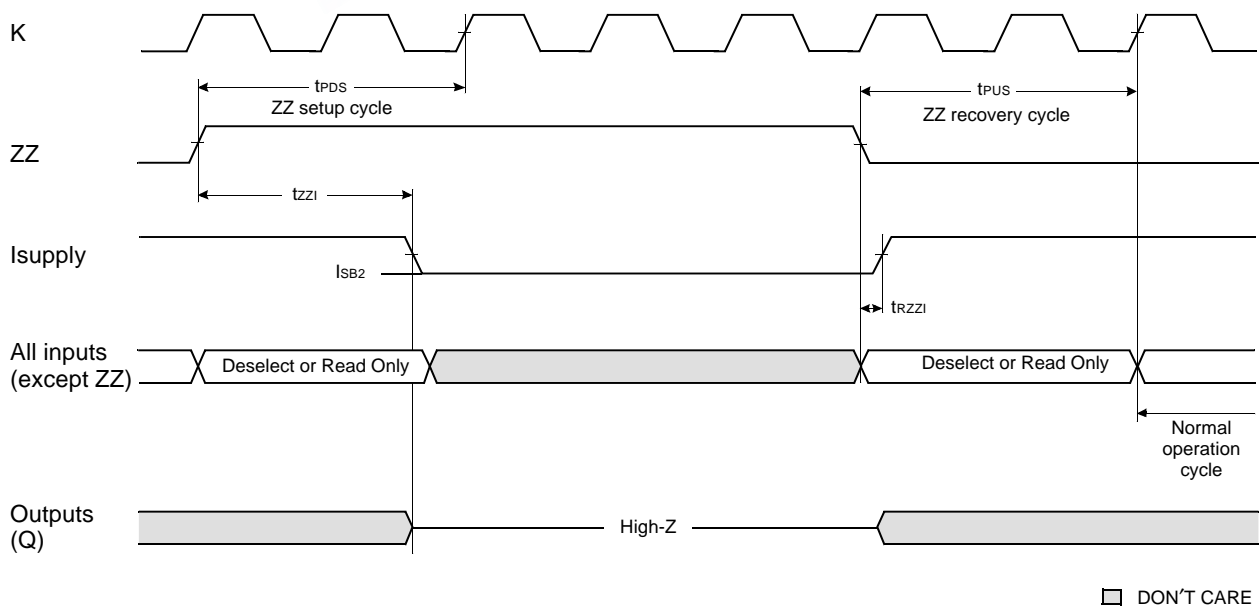 K
tPDS
ZZ setup cycle
tPUS
ZZ recovery cycle
ZZ
tZZI
Isupply
ISB2
tRZZI
All inputs
(except ZZ)
Deselect or Read Only
Deselect or Read Only
Normal
operation
cycle
Outputs
(Q)
High-Z
DON′T CARE